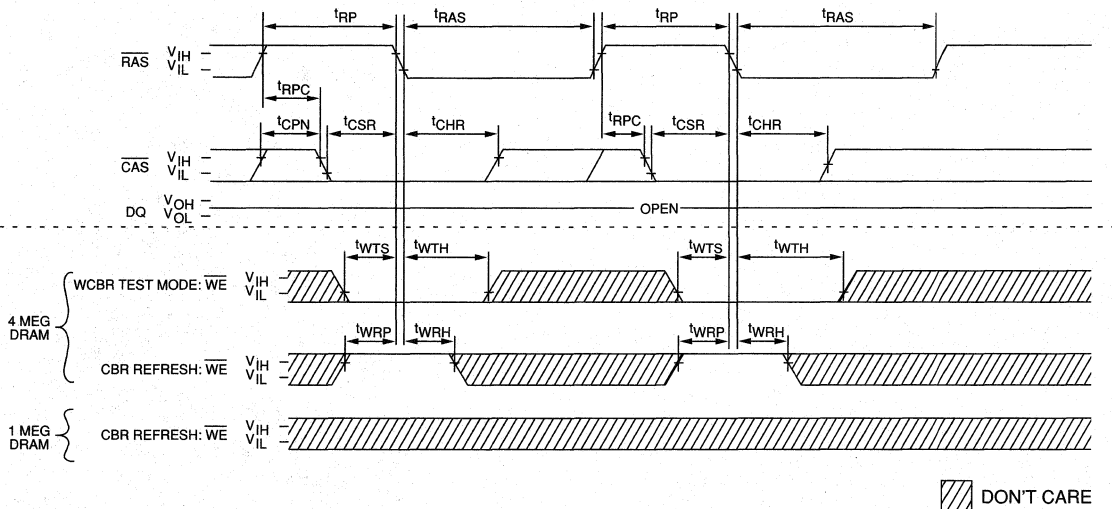 tRP tRAS tRP tRAS
RAS VIH VIL
tRPC
tCPN tCSR tCHR tRPC tCSR tCHR
CAS VIH VIL
DQ VOH VOL OPEN
tWTS tWTH tWTS tWTH
WCBR TEST MODE: WE VIH VIL
4 MEG DRAM
tWRP tWRH tWRP tWRH
CBR REFRESH: WE VIH VIL
1 MEG DRAM
CBR REFRESH: WE VIH VIL
DON'T CARE